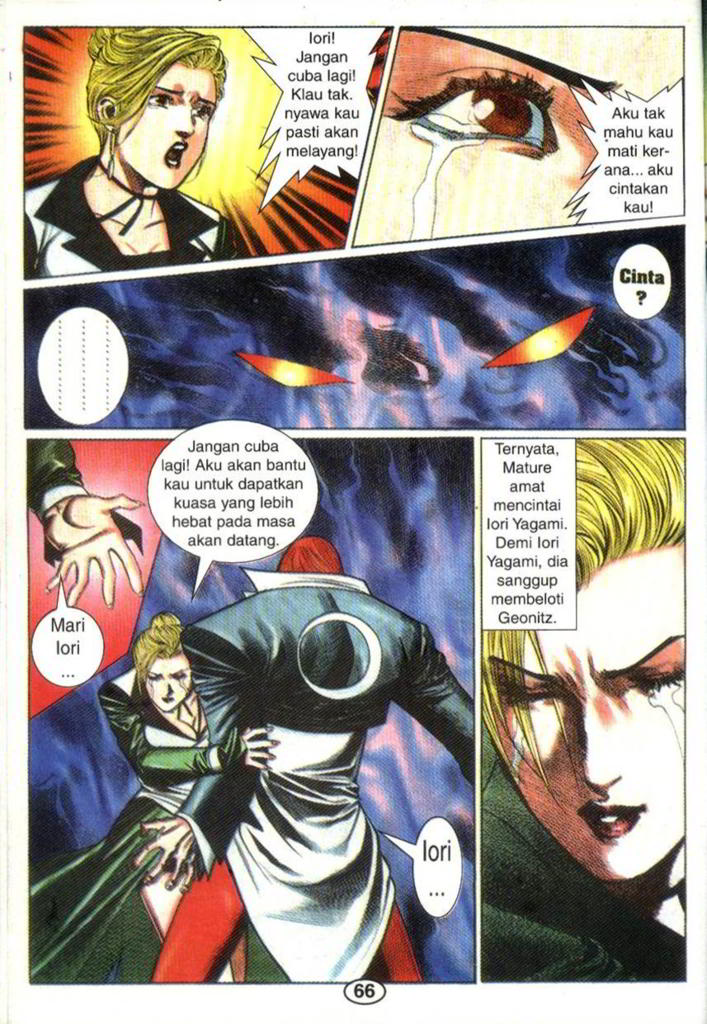 Iori!
Jangan
cuba lagi!
Klau tak.
nyawa kau
pasti akan
melayang!
Aku tak
mahu kau
mati ker-
ana... aku
cintakan
kau!
Cinta
?
Mari
Iori
...
Jangan cuba
lagi! Aku akan bantu
kau untuk dapatkan
kuasa yang lebih
hebat pada masa
akan datang.
Iori
...
Ternyata,
Mature
amat
mencintai
Iori Yagami.
Demi Iori
Yagami, dia
sanggup
membeloti
Geonitz.
66